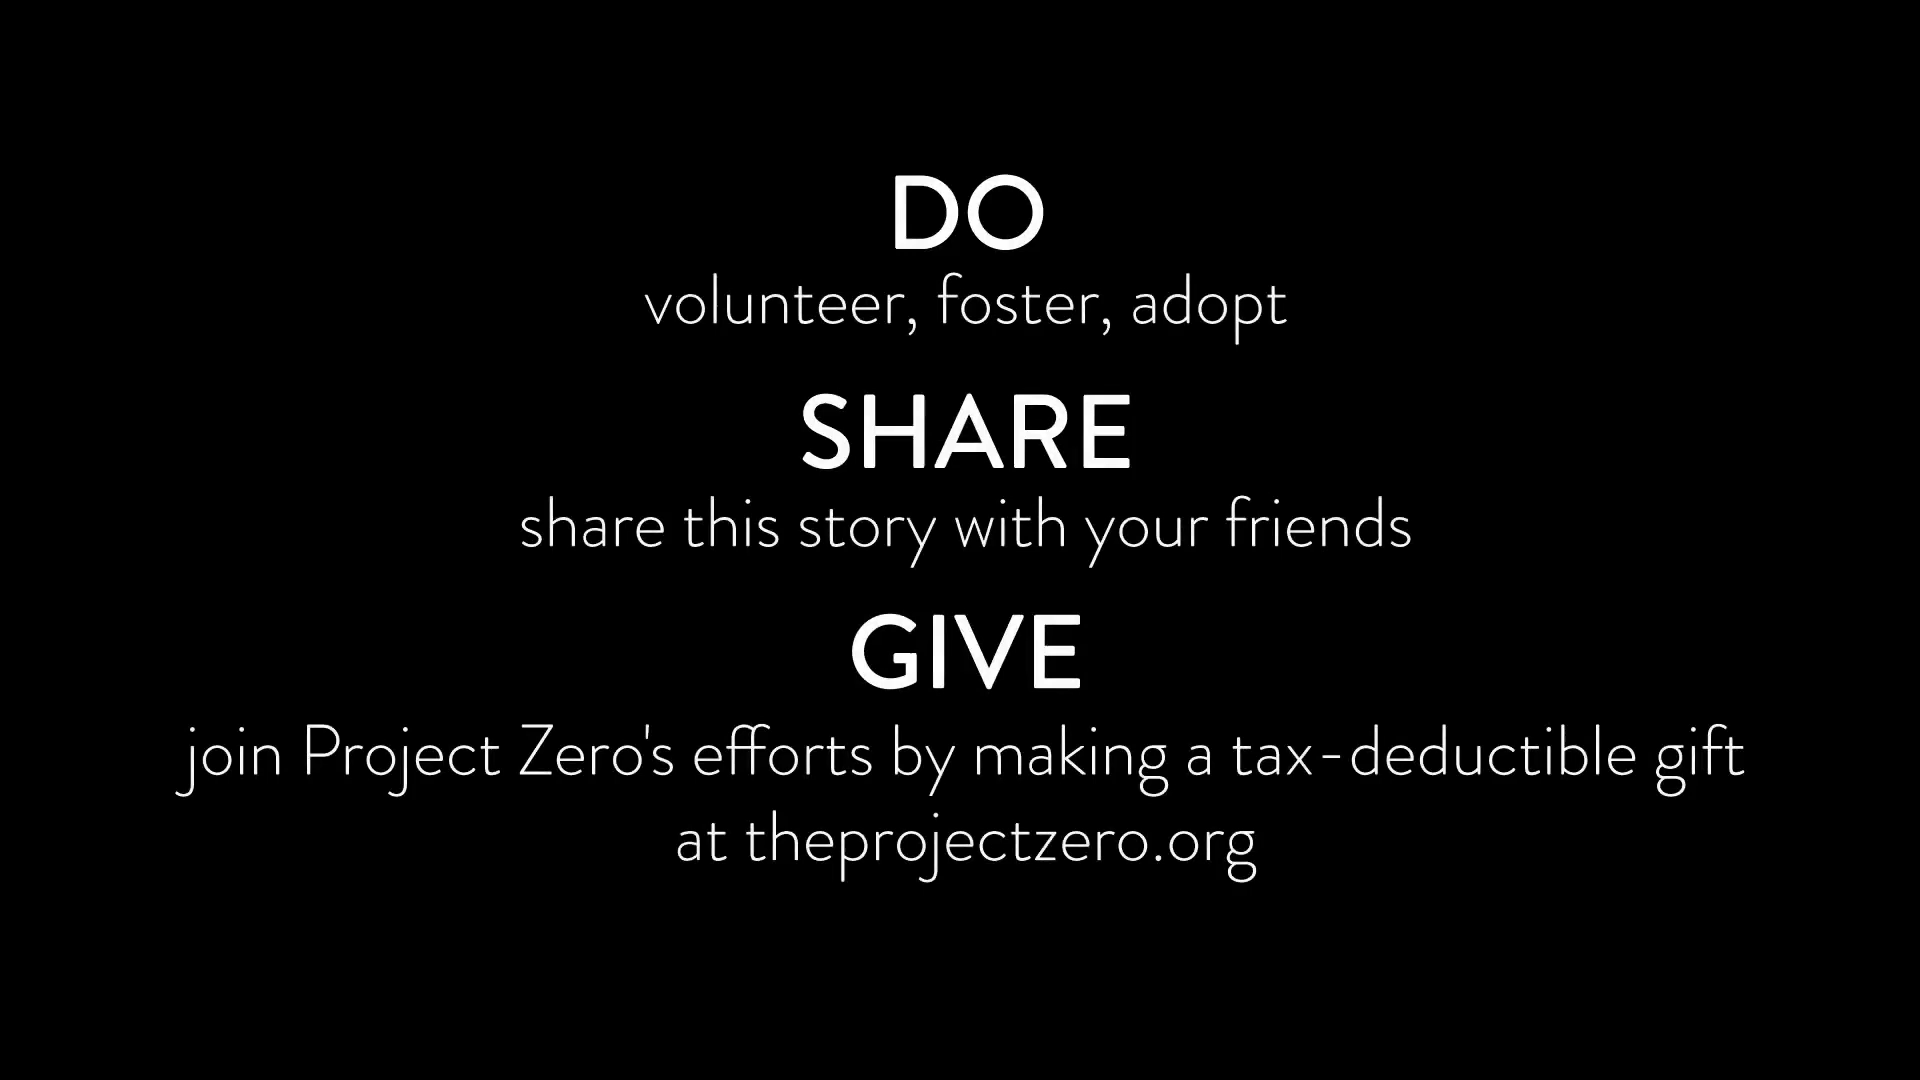 DO
volunteer, foster, adopt
SHARE
share this story with your friends
GIVE
join Project Zero's efforts by making a tax-deductible gift
at theprojectzero.org